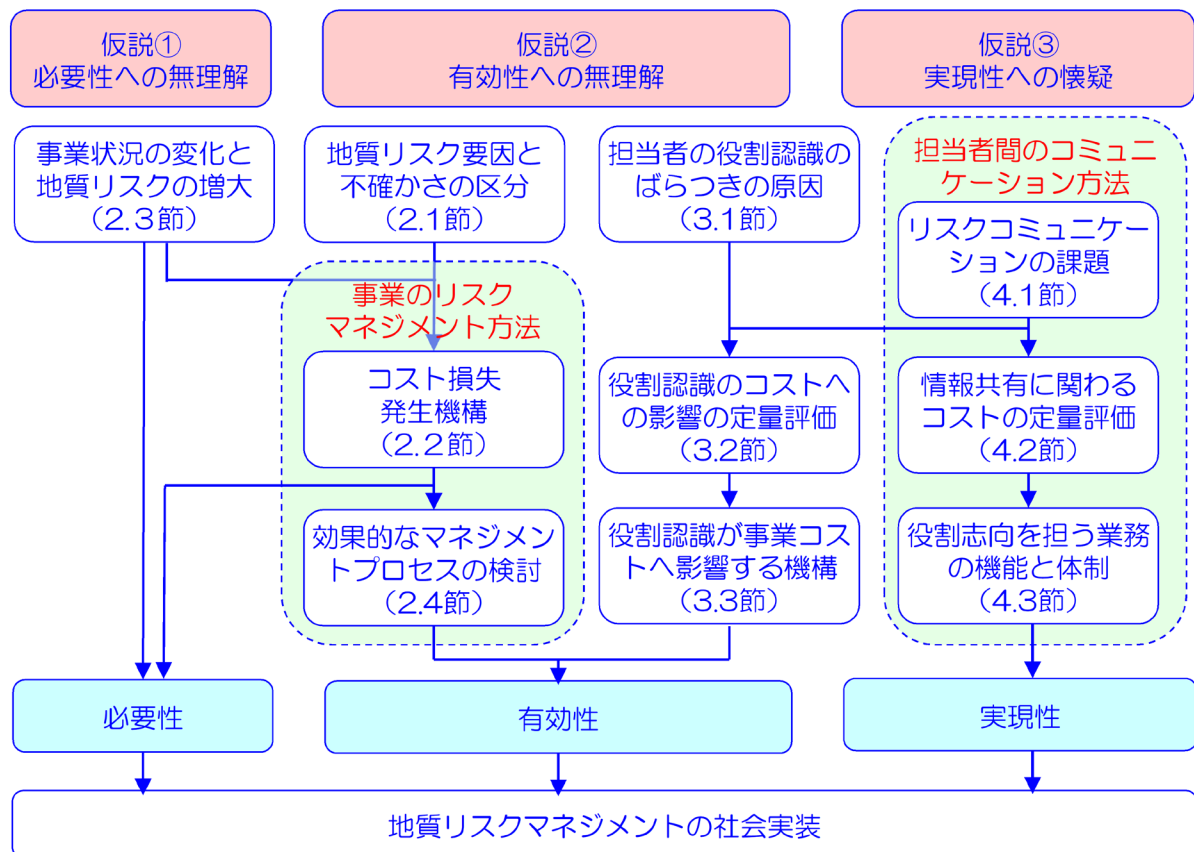 仮説①
必要性への無理解
仮説②
有効性への無理解
仮説③
実現性への懐疑
事業状況の変化と
地質リスクの増大
（2.3節）
地質リスク要因と
不確かさの区分
（2.1節）
担当者の役割認識の
ばらつきの原因
（3.1節）
担当者間のコミュニ
ケーション方法
リスクコミュニケー
ションの課題
（4.1節）
事業のリスク
マネジメント方法
コスト損失
発生機構
（2.2節）
役割認識のコストへ
の影響の定量評価
（3.2節）
情報共有に関わる
コストの定量評価
（4.2節）
効果的なマネジメン
トプロセスの検討
（2.4節）
役割認識が事業コス
トへ影響する機構
（3.3節）
役割志向を担う業務
の機能と体制
（4.3節）
必要性
有効性
実現性
地質リスクマネジメントの社会実装